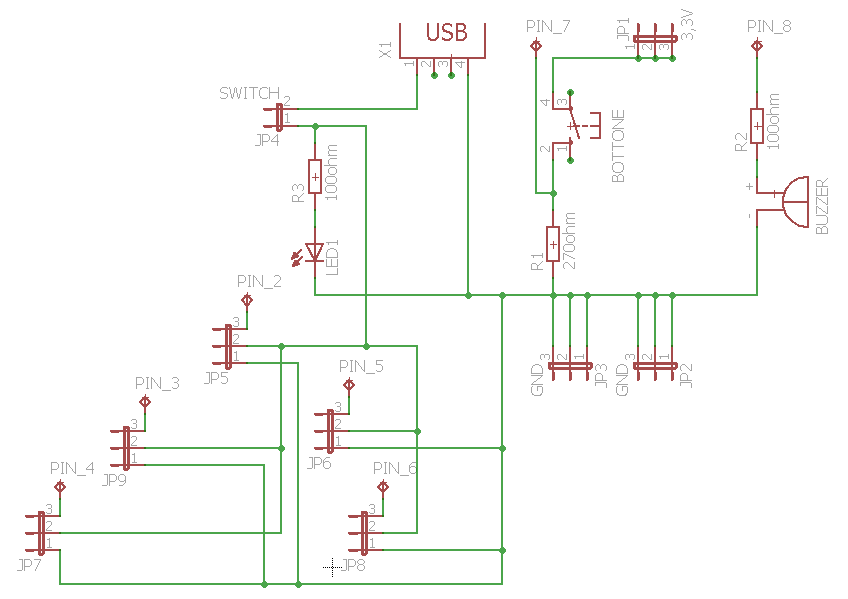 USB
X1
1 2 3 4
PIN_7
JP1
1 2 3
3,3V
PIN_8
SWITCH
2
1
JP4
R3
100ohm
LED1
4 3
2 1
BOTTONE
R1
270ohm
R2
100ohm
+
-
BUZZER
PIN_2
3
2
1
JP5
PIN_3
3
2
1
JP9
PIN_4
3
2
1
JP7
PIN_5
3
2
1
JP6
PIN_6
3
2
1
JP8
GND
3 2 1
JP3
GND
3 2 1
JP2